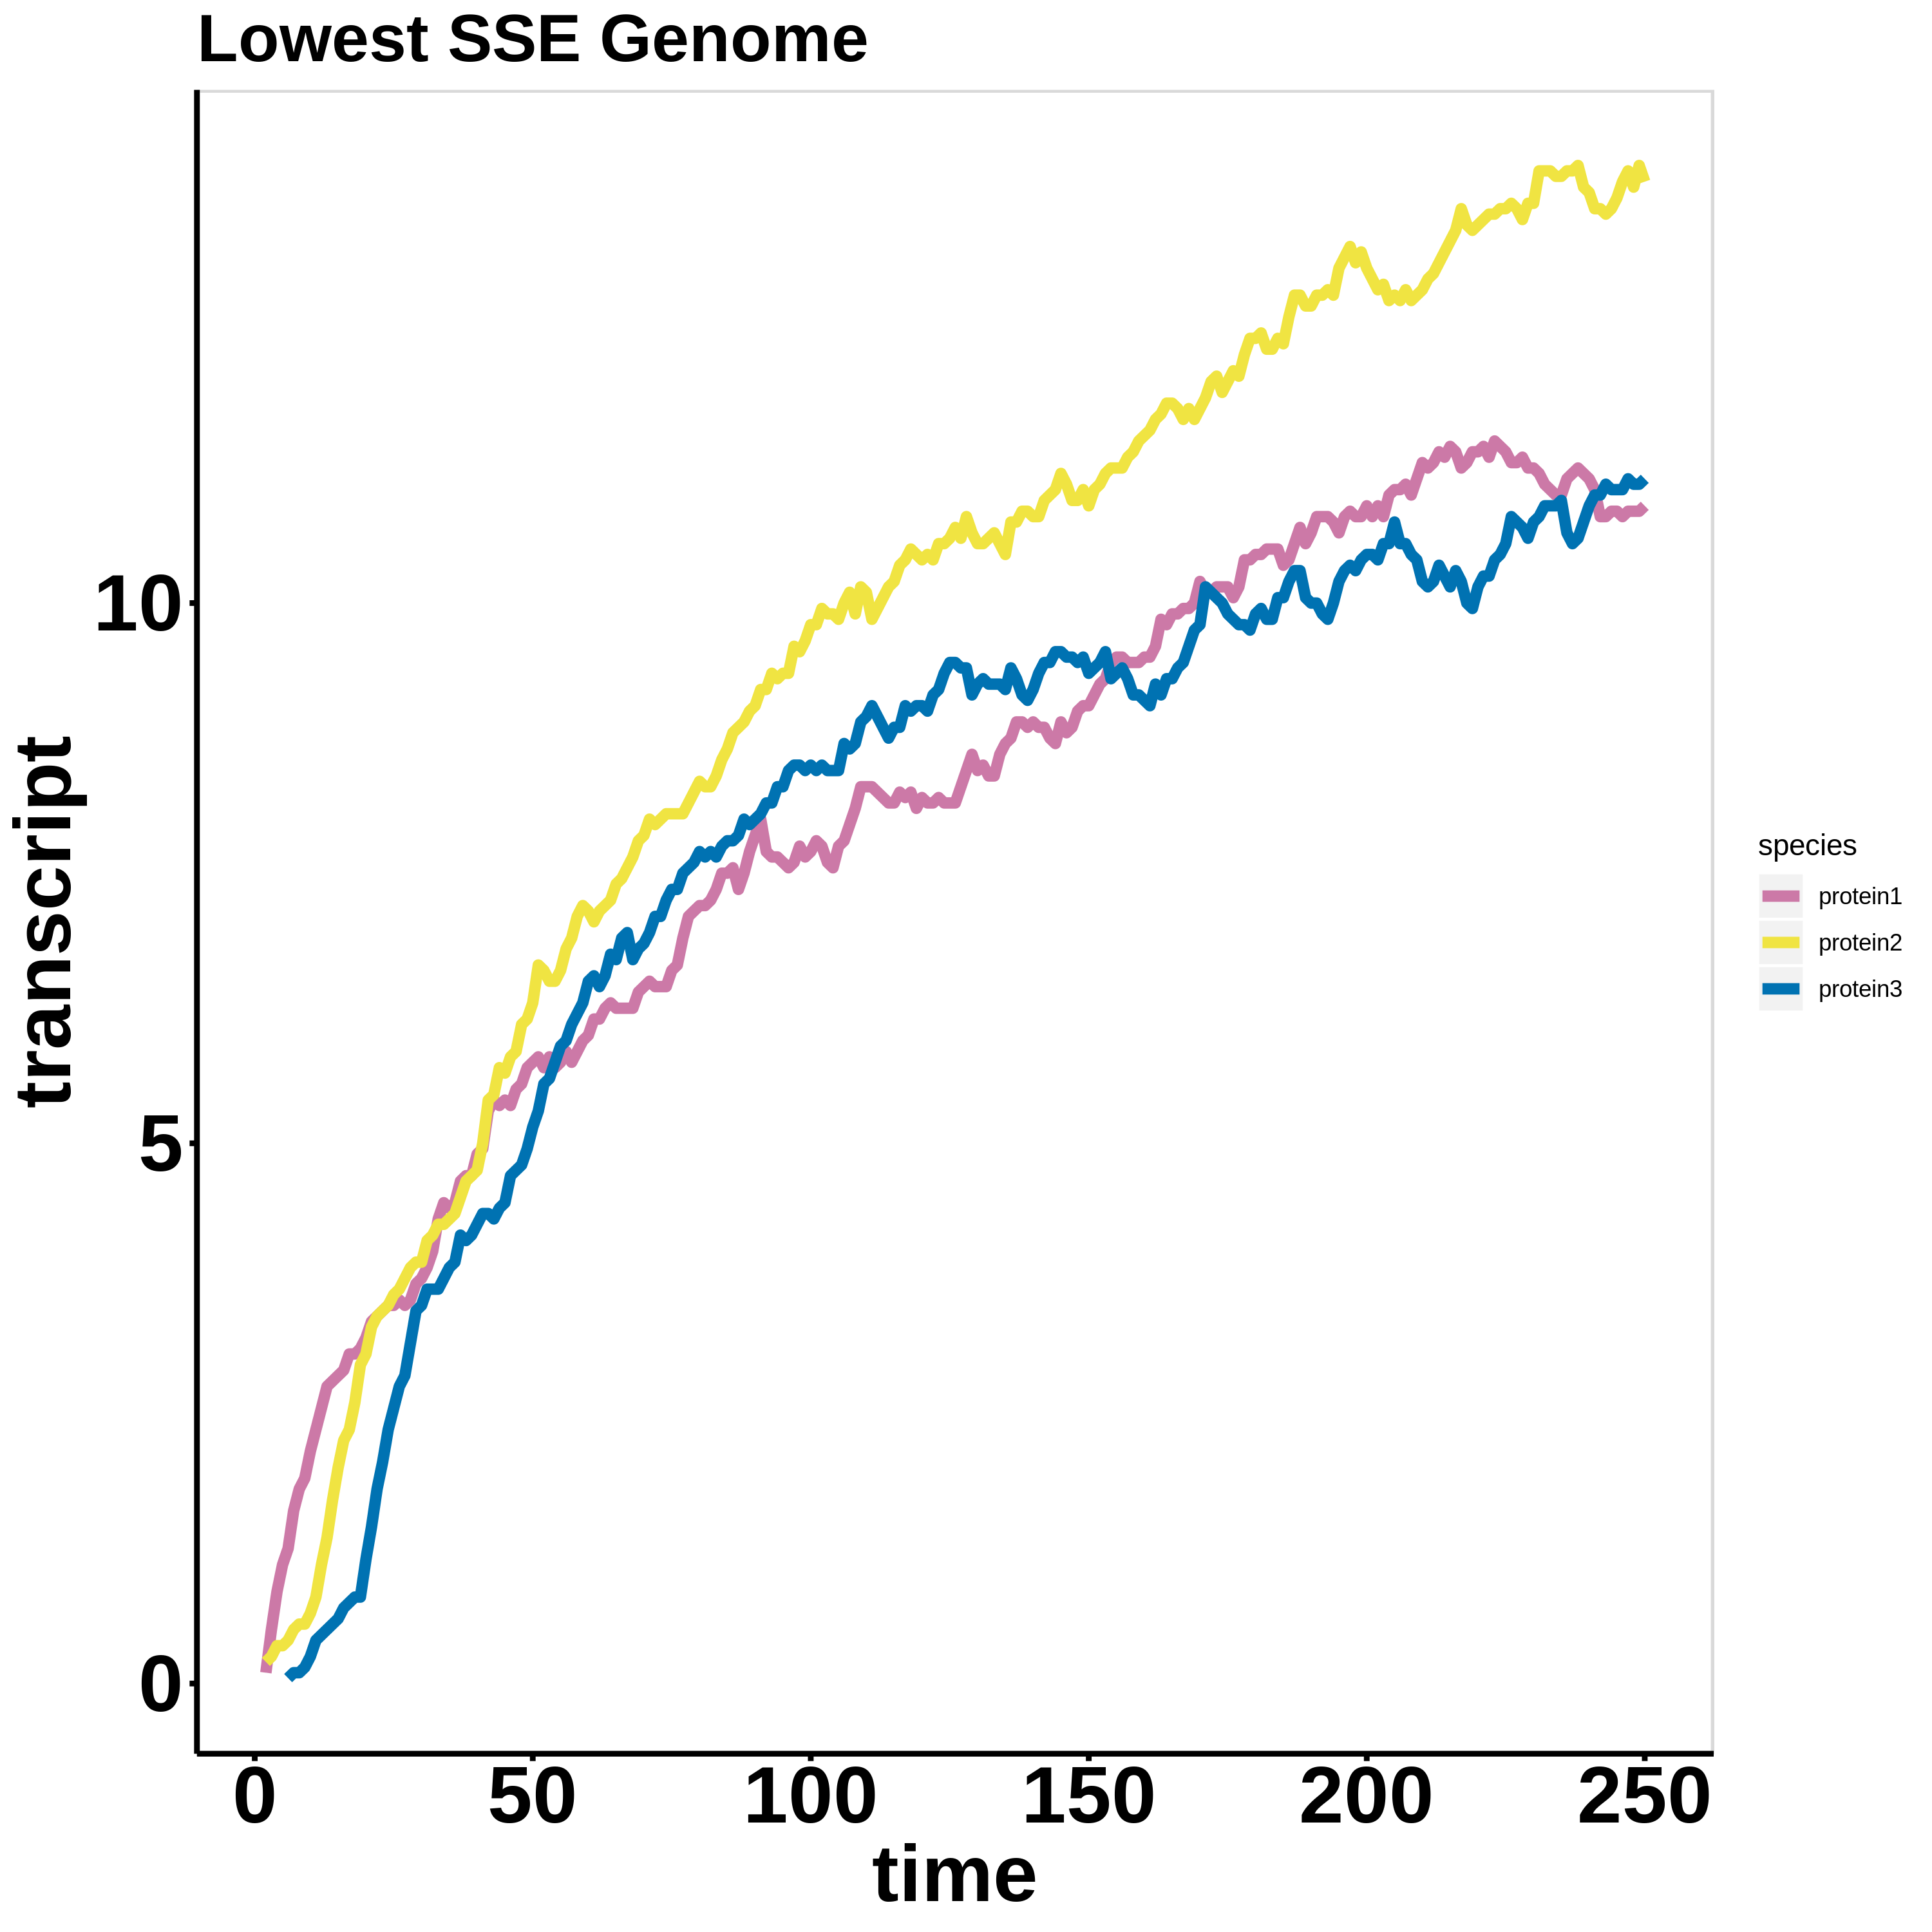 Lowest SSE Genome
transcript
10
5
0
0 50 100 150 200 250
time
species
protein1
protein2
protein3